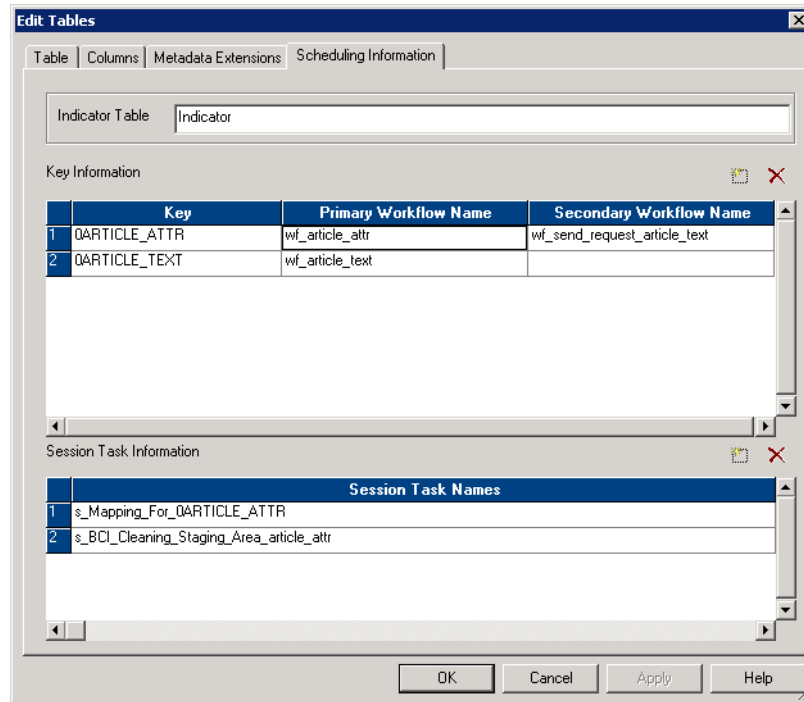 Edit Tables
Table Columns Metadata Extensions Scheduling Information
Indicator Table Indicator
Key Information
Key Primary Workflow Name Secondary Workflow Name
1 0ARTICLE_ATTR wf_article_attr wf_send_request_article_text
2 0ARTICLE_TEXT wf_article_text
Session Task Information
Session Task Names
1 s_Mapping_For_0ARTICLE_ATTR
2 s_BCI_Cleaning_Staging_Area_article_attr
OK Cancel Apply Help